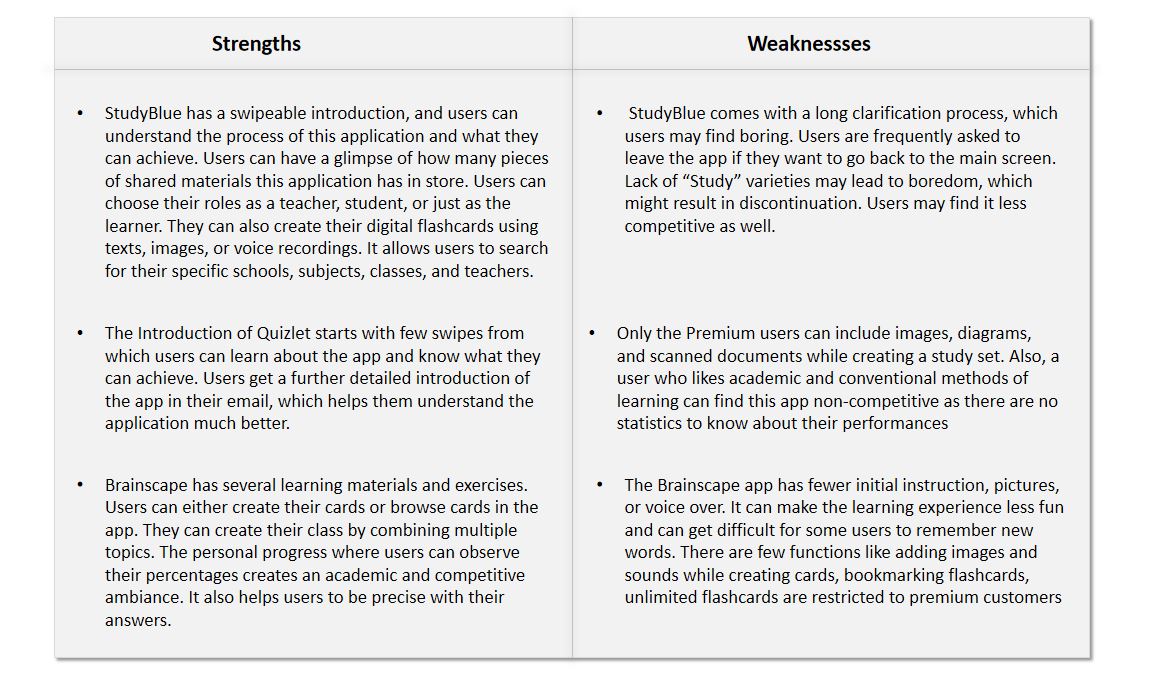 Strengths
Weaknessses
• StudyBlue has a swipeable introduction, and users can
understand the process of this application and what they
can achieve. Users can have a glimpse of how many pieces
of shared materials this application has in store. Users can
choose their roles as a teacher, student, or just as the
learner. They can also create their digital flashcards using
texts, images, or voice recordings. It allows users to search
for their specific schools, subjects, classes, and teachers.
• StudyBlue comes with a long clarification process, which
users may find boring. Users are frequently asked to
leave the app if they want to go back to the main screen.
Lack of “Study” varieties may lead to boredom, which
might result in discontinuation. Users may find it less
competitive as well.
• The Introduction of Quizlet starts with few swipes from
which users can learn about the app and know what they
can achieve. Users get a further detailed introduction of
the app in their email, which helps them understand the
application much better.
• Only the Premium users can include images, diagrams,
and scanned documents while creating a study set. Also, a
user who likes academic and conventional methods of
learning can find this app non-competitive as there are no
statistics to know about their performances
• Brainscape has several learning materials and exercises.
Users can either create their cards or browse cards in the
app. They can create their class by combining multiple
topics. The personal progress where users can observe
their percentages creates an academic and competitive
ambiance. It also helps users to be precise with their
answers.
• The Brainscape app has fewer initial instruction, pictures,
or voice over. It can make the learning experience less fun
and can get difficult for some users to remember new
words. There are few functions like adding images and
sounds while creating cards, bookmarking flashcards,
unlimited flashcards are restricted to premium customers